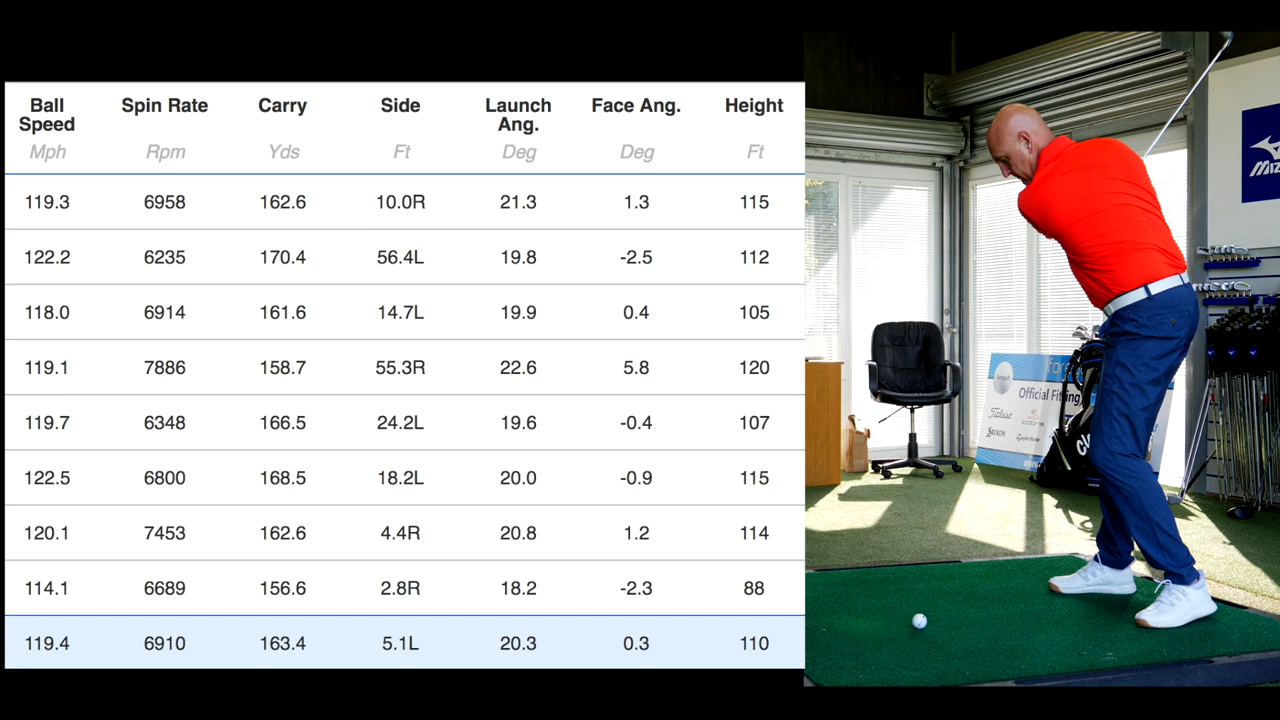 Ball Speed Spin Rate Carry Side Launch Ang. Face Ang. Height
Mph Rpm Yds Ft Deg Deg Ft
119.3 6958 162.6 10.0R 21.3 1.3 115
122.2 6235 170.4 56.4L 19.8 -2.5 112
118.0 6914 161.6 14.7L 19.9 0.4 105
119.1 7886 158.7 55.3R 22.6 5.8 120
119.7 6348 166.5 24.2L 19.6 -0.4 107
122.5 6800 168.5 18.2L 20.0 -0.9 115
120.1 7453 162.6 4.4R 20.8 1.2 114
114.1 6689 156.6 2.8R 18.2 -2.3 88
119.4 6910 163.4 5.1L 20.3 0.3 110
MIZ
fore
Official Fitting
Titleist
SRIXON
TaylorMade
www.